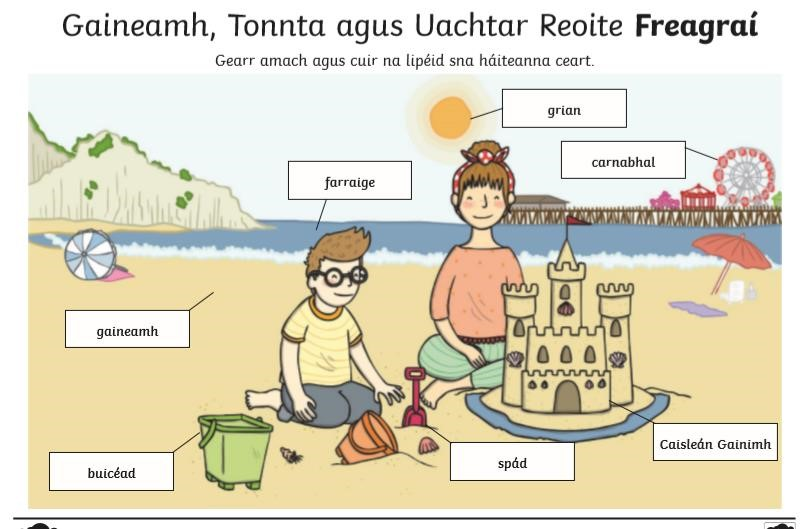 Gaineamh, Tonnta agus Uachtar Reoite Freagraí
Gearr amach agus cuir na lipéid sna háiteanna ceart.
grian
carnabhal
farraige
gaineamh
Caisleán Gainimh
spád
buicéad